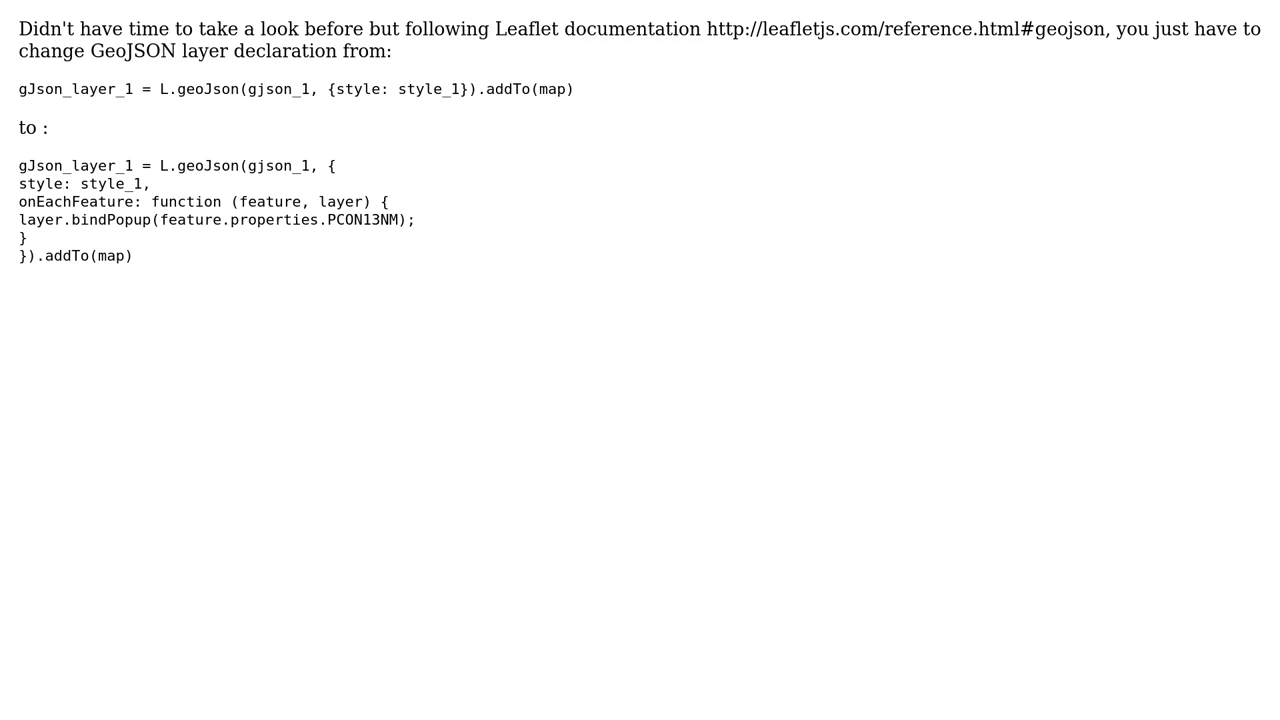 Didn't have time to take a look before but following Leaflet documentation http://leafletjs.com/reference.html#geojson, you just have to
change GeoJSON layer declaration from:
gJson_layer_1 = L.geoJson(gjson_1, {style: style_1}).addTo(map)
to :
gJson_layer_1 = L.geoJson(gjson_1, {
style: style_1,
onEachFeature: function (feature, layer) {
layer.bindPopup(feature.properties.PCON13NM);
}
}).addTo(map)